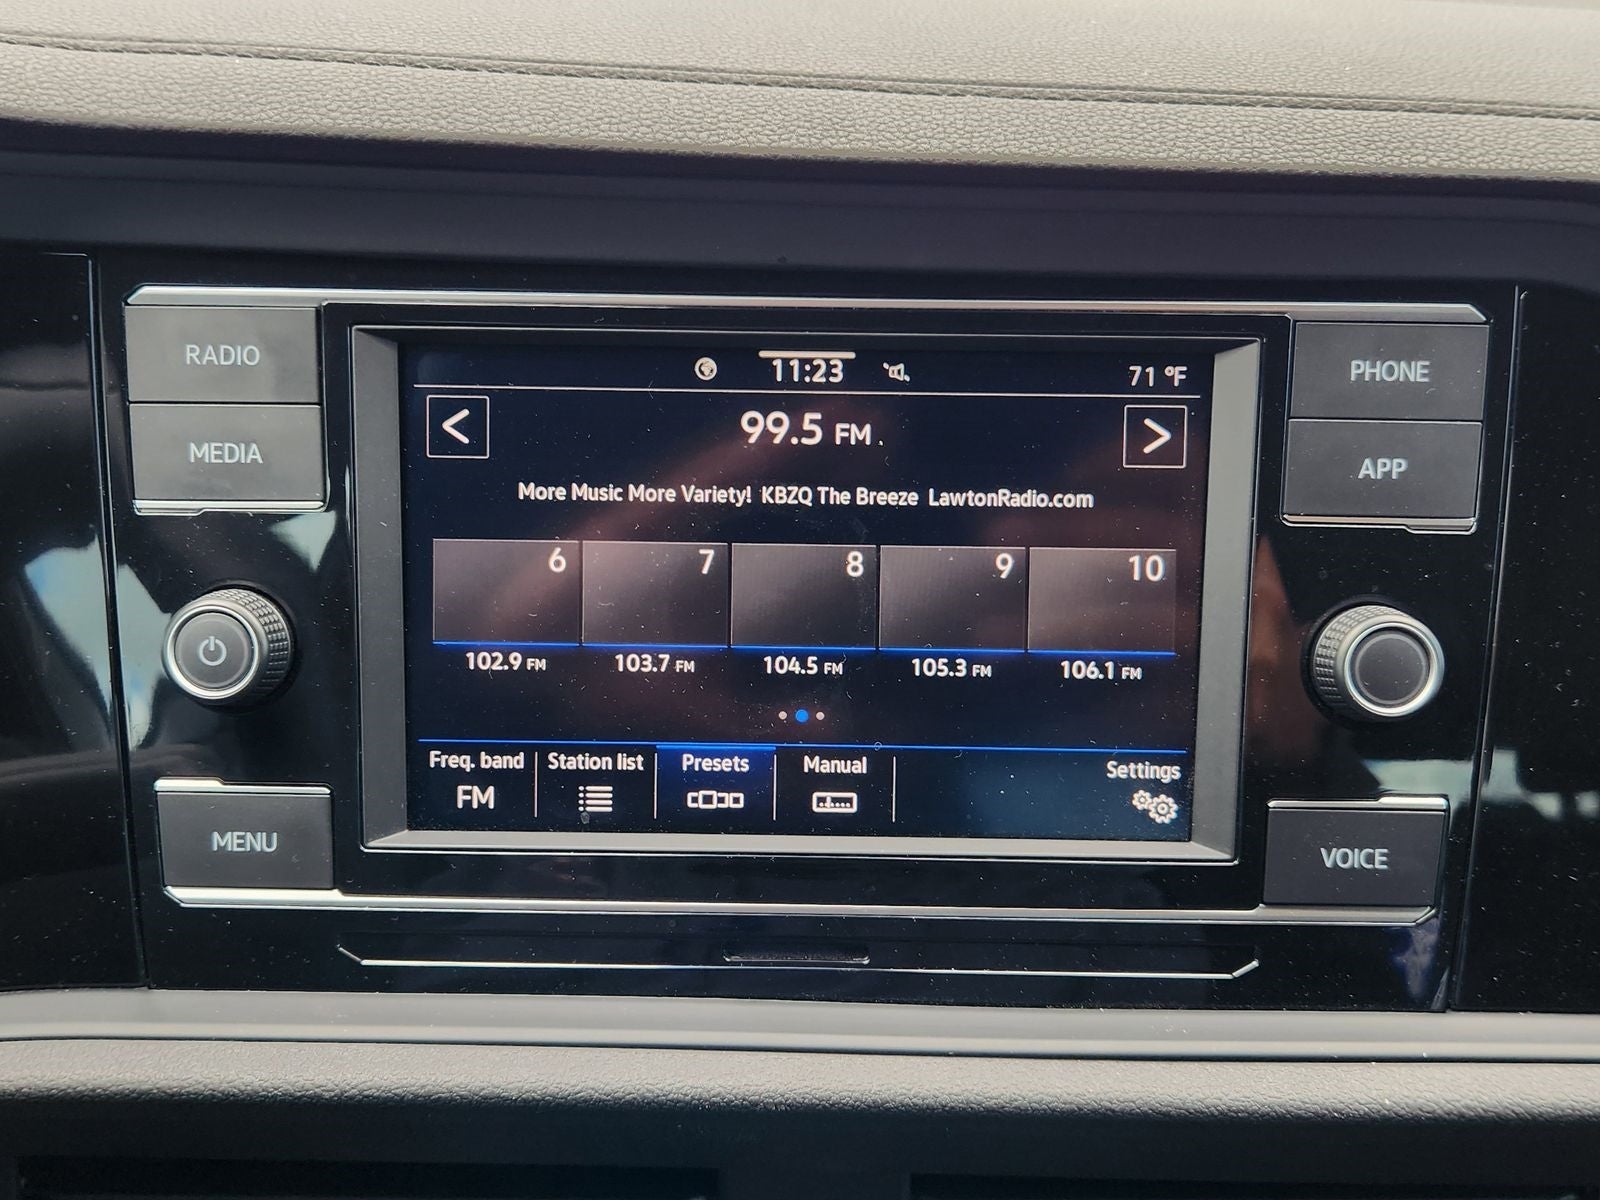 RADIO
MEDIA
MENU
11:23
71 °F
<
99.5 FM
>
More Music More Variety! KBZQ The Breeze LawtonRadio.com
6 7 8 9 10
102.9 FM 103.7 FM 104.5 FM 105.3 FM 106.1 FM
Freq. band Station list Presets Manual Settings
FM
PHONE
APP
VOICE